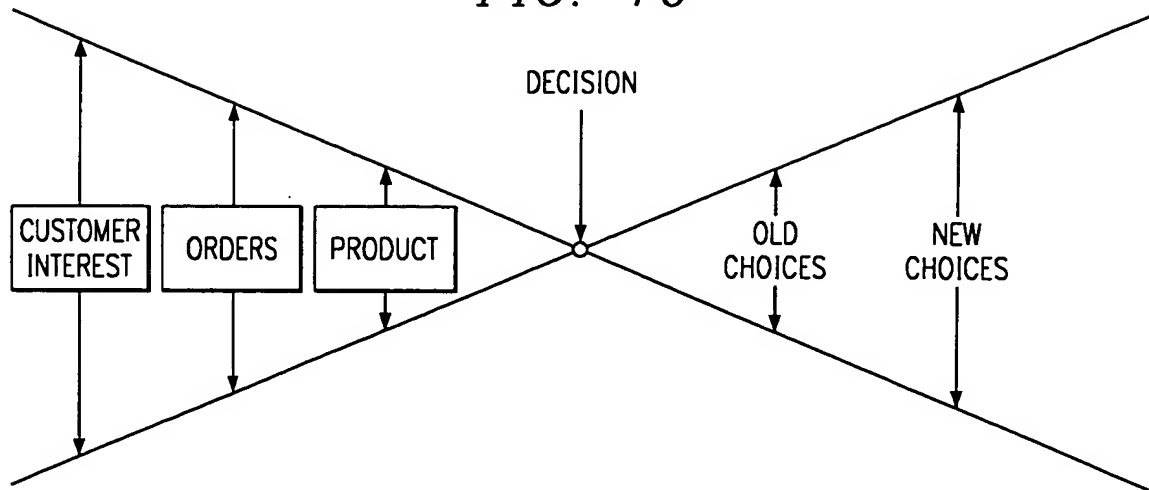 DECISION
CUSTOMER
INTEREST
ORDERS
PRODUCT
OLD
CHOICES
NEW
CHOICES